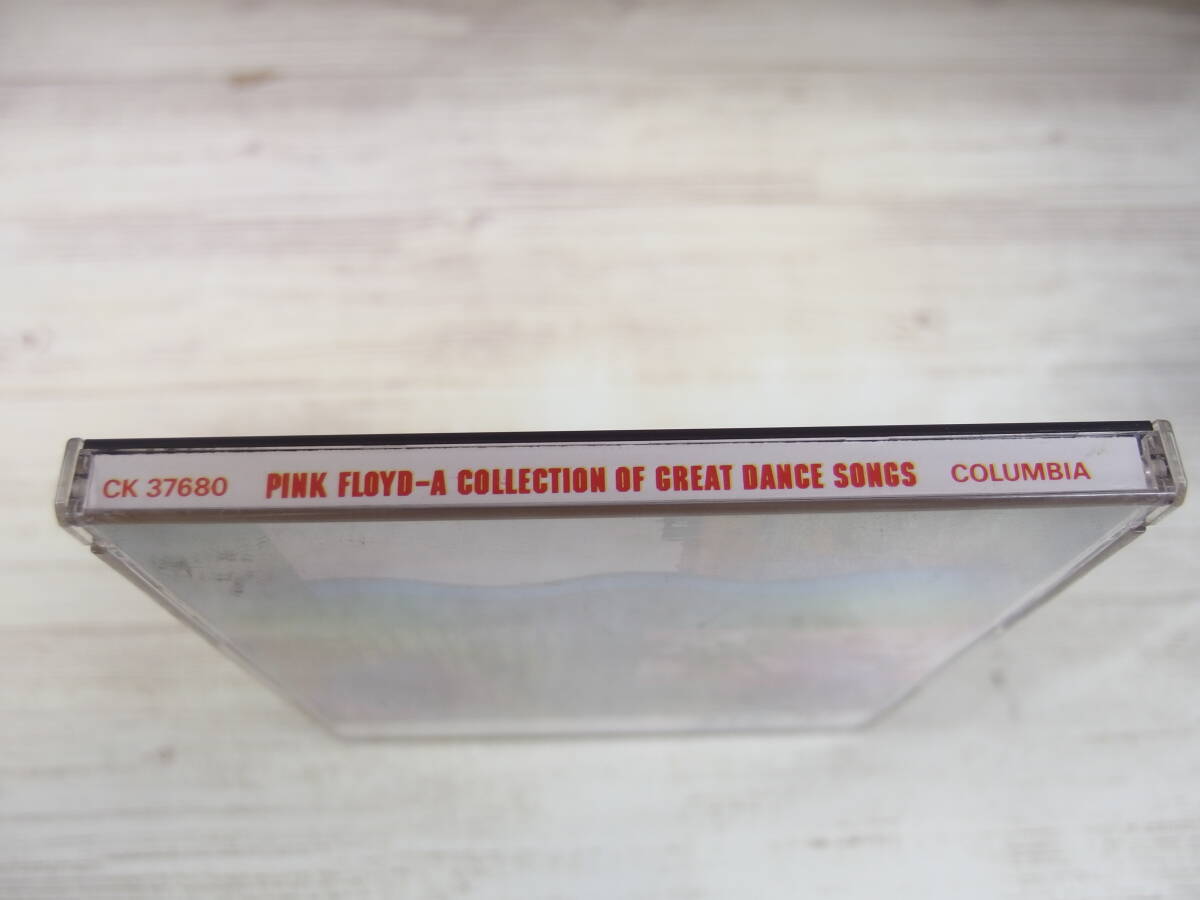 CK 37680 PINK FLOYD-A COLLECTION OF GREAT DANCE SONGS COLUMBIA